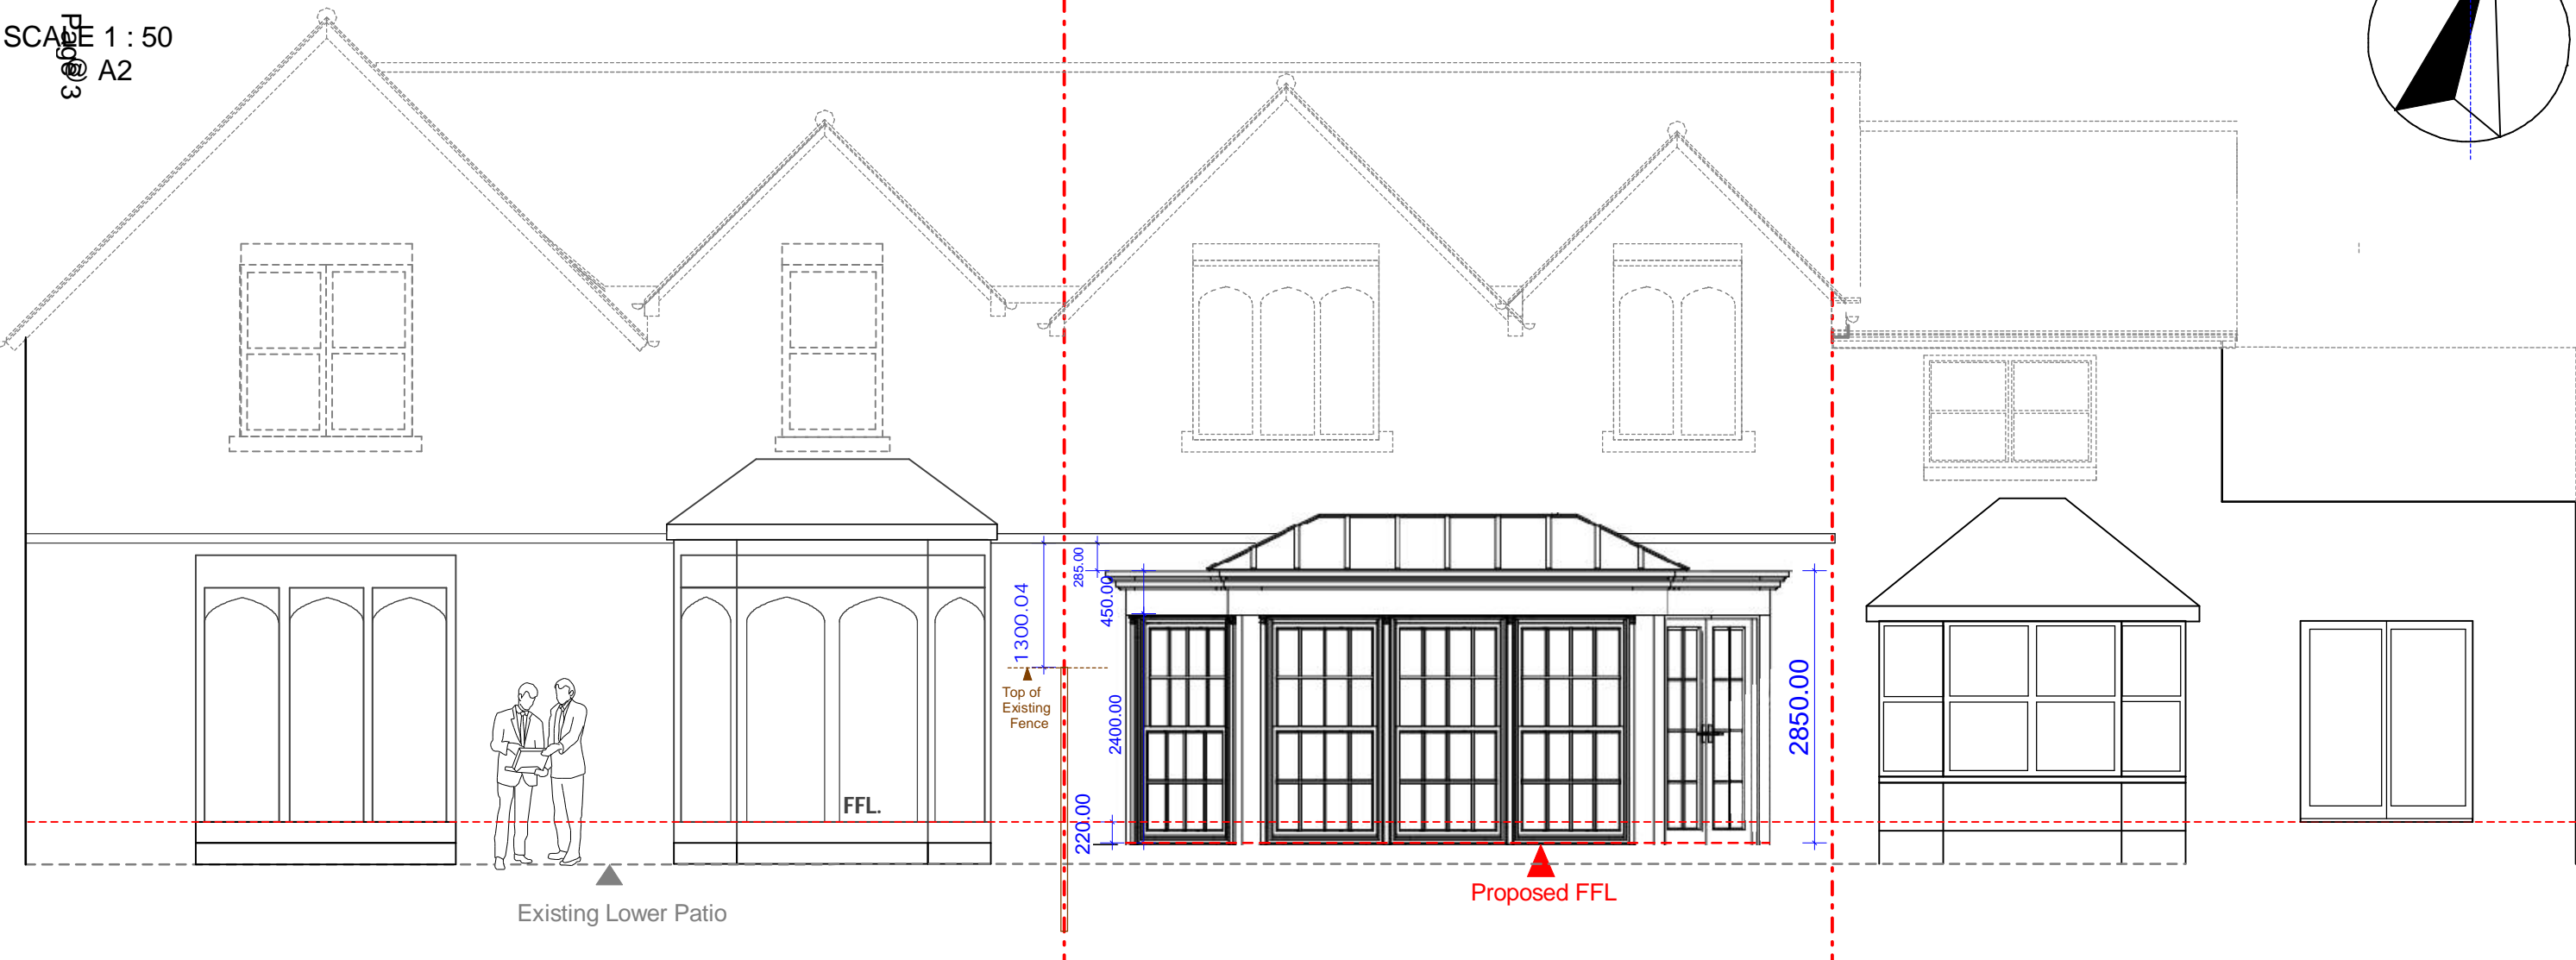 SCALE 1 : 50
@ A2
Page 3
1300.04
285.00
450.00
2400.00
220.00
2850.00
Top of
Existing
Fence
FFL.
Existing Lower Patio
Proposed FFL